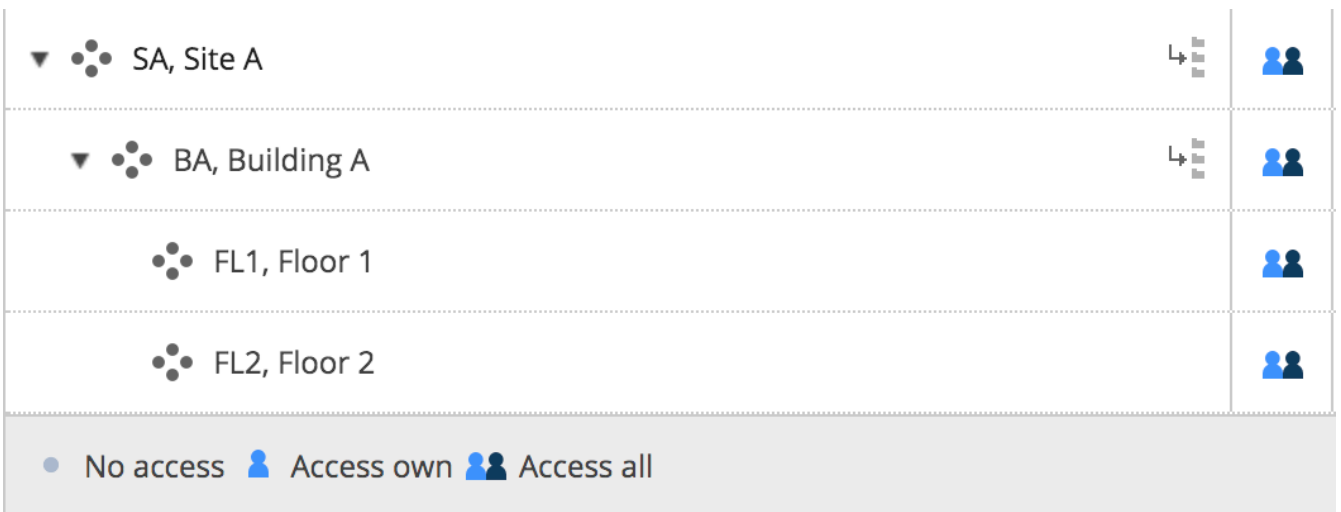 SA, Site A
BA, Building A
FL1, Floor 1
FL2, Floor 2
No access Access own Access all